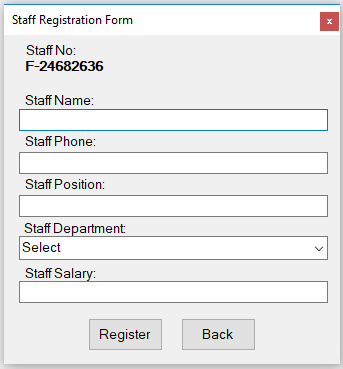 Staff Registration Form
x
Staff No:
F-24682636
Staff Name:
Staff Phone:
Staff Position:
Staff Department:
Select
Staff Salary:
Register
Back